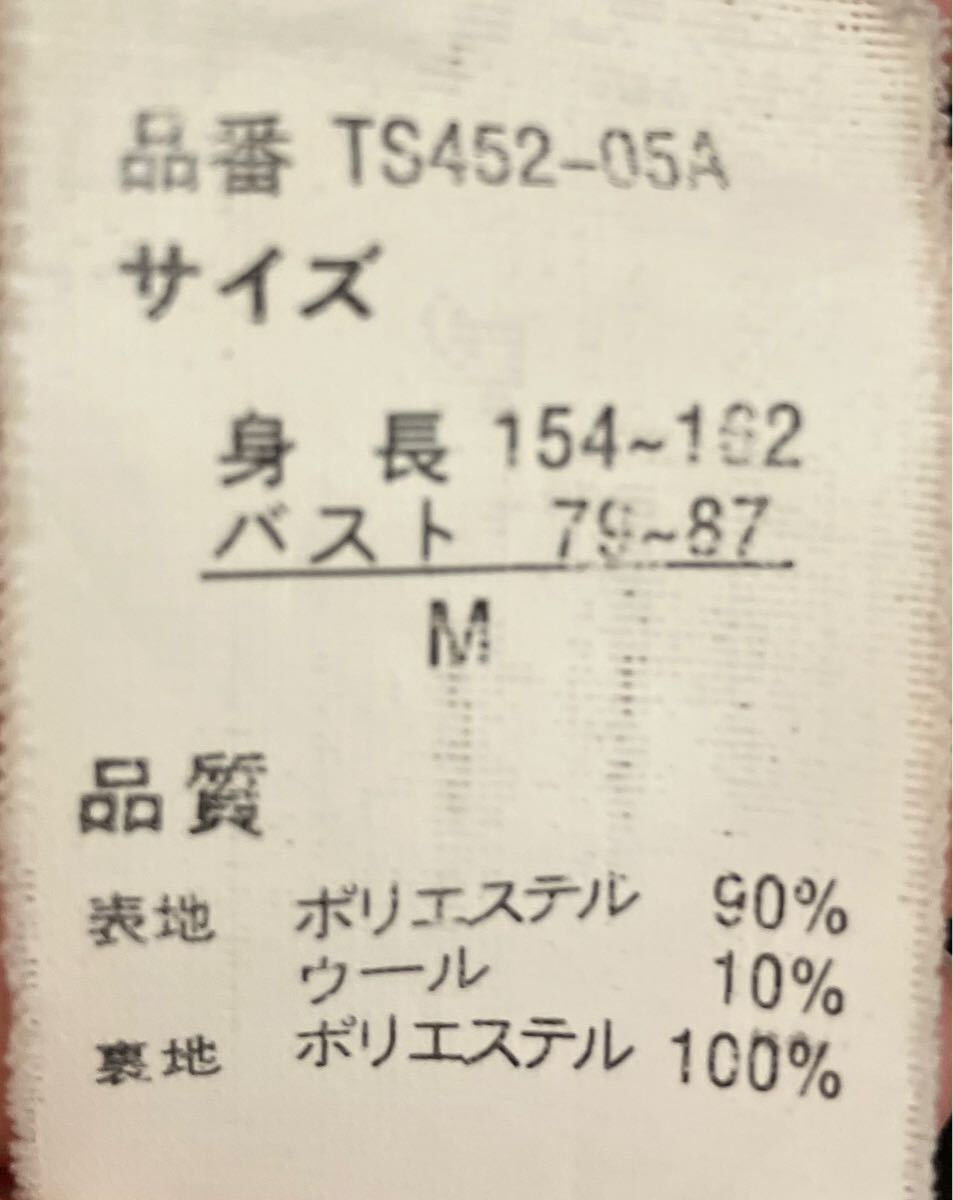 品番 TS452-05A
サイズ
身長 154~162
バスト 79~87
M
品質
表地 ポリエステル 90%
ウール 10%
裏地 ポリエステル 100%